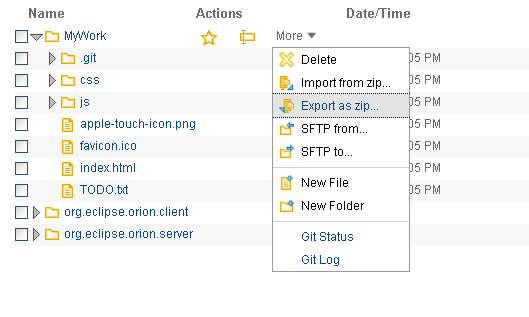 Name Actions Date/Time
MyWork More
Delete
.git 05 PM
Import from zip...
css 05 PM
Export as zip...
js 05 PM
apple-touch-icon.png SFTP from... 05 PM
favicon.ico SFTP to... 05 PM
index.html 05 PM
New File
TODO.txt 05 PM
New Folder
org.eclipse.orion.client
org.eclipse.orion.server Git Status
Git Log